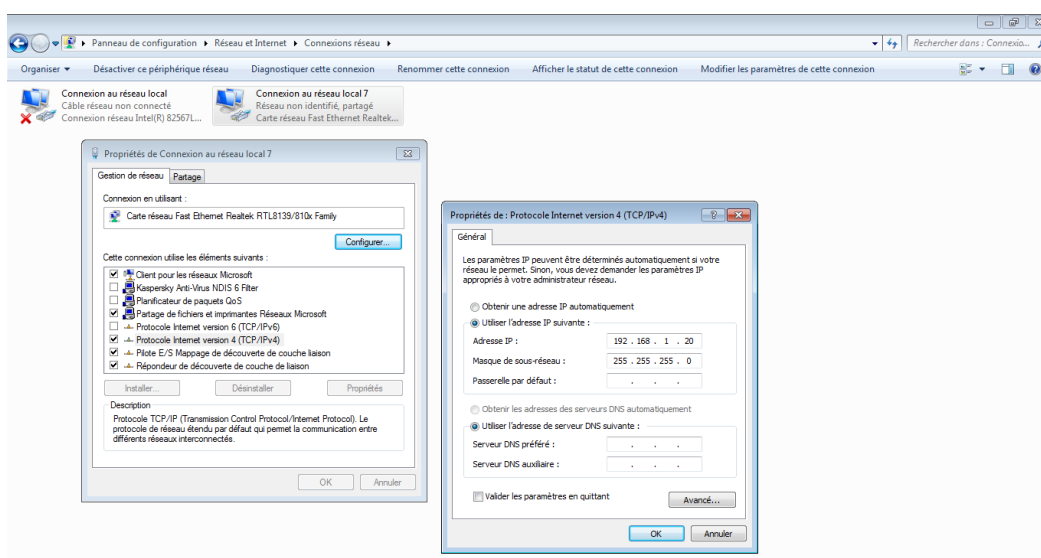 Panneau de configuration ▸ Réseau et Internet ▸ Connexions réseau ▸
Rechercher dans : Connexio...
Organiser Désactiver ce périphérique réseau Diagnostiquer cette connexion Renommer cette connexion Afficher le statut de cette connexion Modifier les paramètres de cette connexion
Connexion au réseau local
Câble réseau non connecté
Connexion réseau Intel(R) 82567L...
Connexion au réseau local 7
Réseau non identifié, partagé
Carte réseau Fast Ethernet Realtek...
Propriétés de Connexion au réseau local 7
Gestion de réseau Partage
Connexion en utilisant :
Carte réseau Fast Ethernet Realtek RTL8139/810x Family
Configurer...
Cette connexion utilise les éléments suivants :
Client pour les réseaux Microsoft
Kaspersky Anti-Virus NDIS 6 Filter
Planificateur de paquets QoS
Partage de fichiers et imprimantes Réseaux Microsoft
Protocole Internet version 6 (TCP/IPv6)
Protocole Internet version 4 (TCP/IPv4)
Pilote E/S Mappage de découverte de couche liaison
Répondeur de découverte de couche de liaison
Installer... Désinstaller Propriétés
Description
Protocole TCP/IP (Transmission Control Protocol/Internet Protocol). Le
protocole de réseau étendu par défaut qui permet la communication entre
différents réseaux interconnectés.
OK Annuler
Propriétés de : Protocole Internet version 4 (TCP/IPv4)
Général
Les paramètres IP peuvent être déterminés automatiquement si votre
réseau le permet. Sinon, vous devez demander les paramètres IP
appropriés à votre administrateur réseau.
Obtenir une adresse IP automatiquement
Utiliser l'adresse IP suivante :
Adresse IP : 192 . 168 . 1 . 20
Masque de sous-réseau : 255 . 255 . 255 . 0
Passerelle par défaut : . . .
Obtenir les adresses des serveurs DNS automatiquement
Utiliser l'adresse de serveur DNS suivante :
Serveur DNS préféré : . . .
Serveur DNS auxiliaire : . . .
Valider les paramètres en quittant
Avancé...
OK Annuler